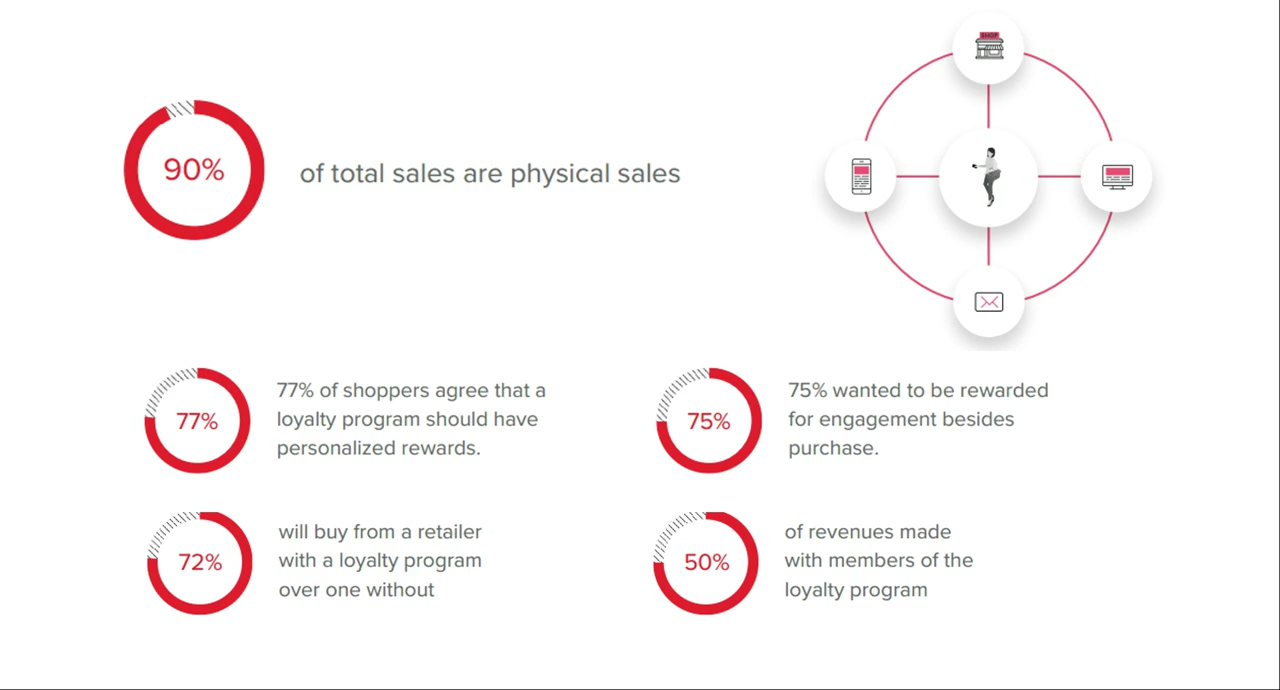 SHOP
90%
of total sales are physical sales
77%
77% of shoppers agree that a
loyalty program should have
personalized rewards.
75%
75% wanted to be rewarded
for engagement besides
purchase.
72%
will buy from a retailer
with a loyalty program
over one without
50%
of revenues made
with members of the
loyalty program